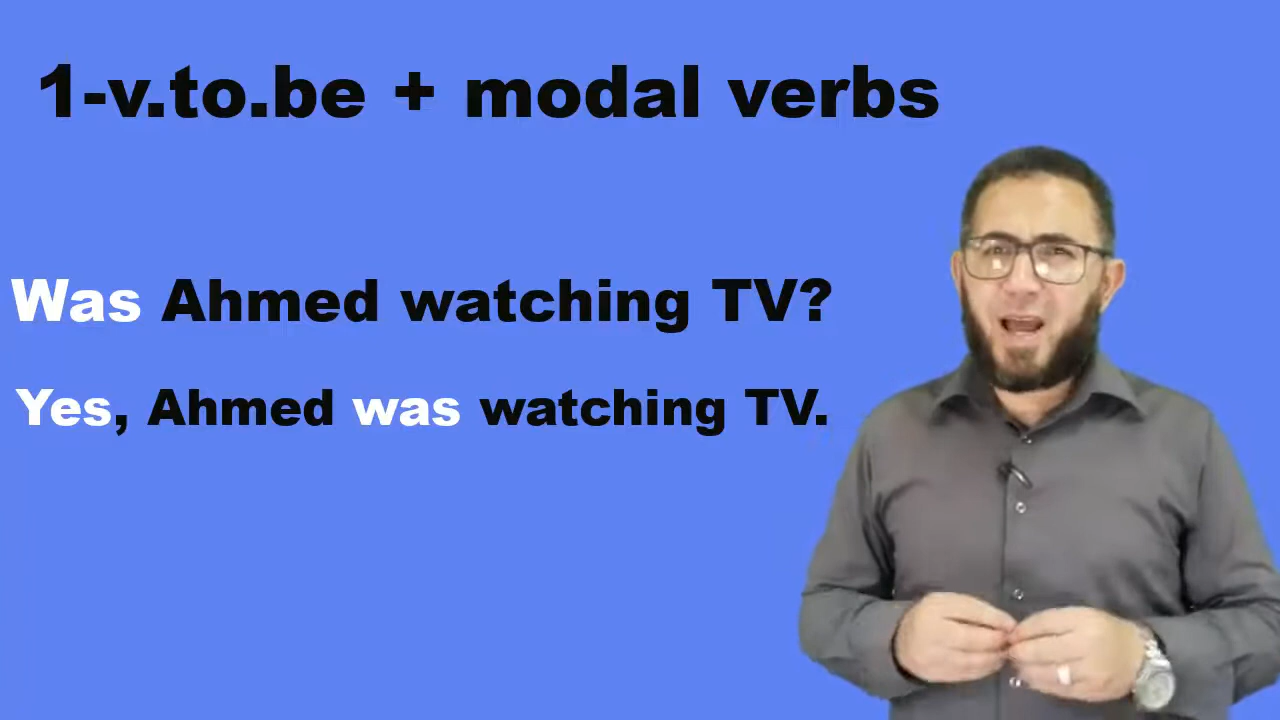 1-v.to.be + modal verbs
Was Ahmed watching TV?
Yes, Ahmed was watching TV.